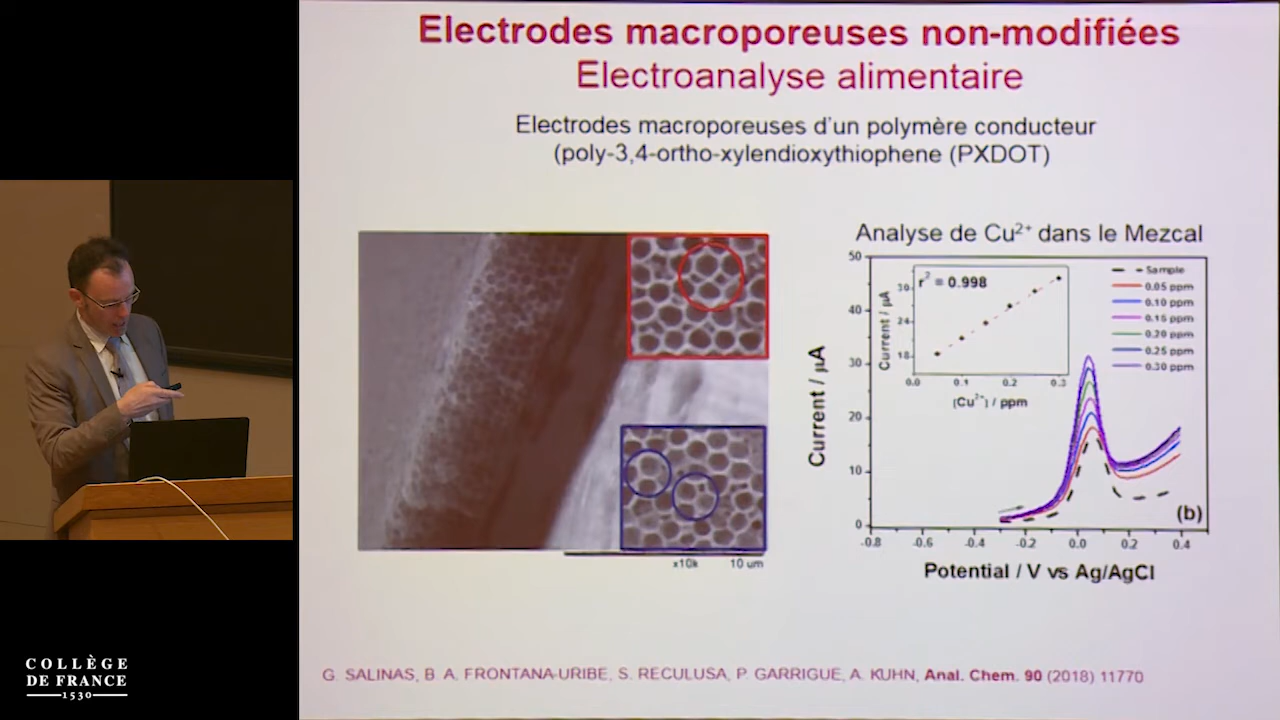 Electrodes macroporeuses non-modifiées
Electroanalyse alimentaire
Electrodes macroporeuses d'un polymère conducteur
(poly-3,4-ortho-xylendioxythiophene (PXDOT)
x10k 10 um
Analyse de Cu²⁺ dans le Mezcal
Current / µA
50
40
30
20
10
0
-0.8 -0.6 -0.4 -0.2 0.0 0.2 0.4
Potential / V vs Ag/AgCl
r² = 0.998
Current / µA
30
24
18
0.0 0.1 0.2 0.3
[Cu²⁺] / ppm
Sample
0.05 ppm
0.10 ppm
0.15 ppm
0.20 ppm
0.25 ppm
0.30 ppm
(b)
G. SALINAS, B. A. FRONTANA-URIBE, S. RECULUSA, P. GARRIGUE, A. KUHN, Anal. Chem. 90 (2018) 11770
COLLÈGE
DE FRANCE
1530